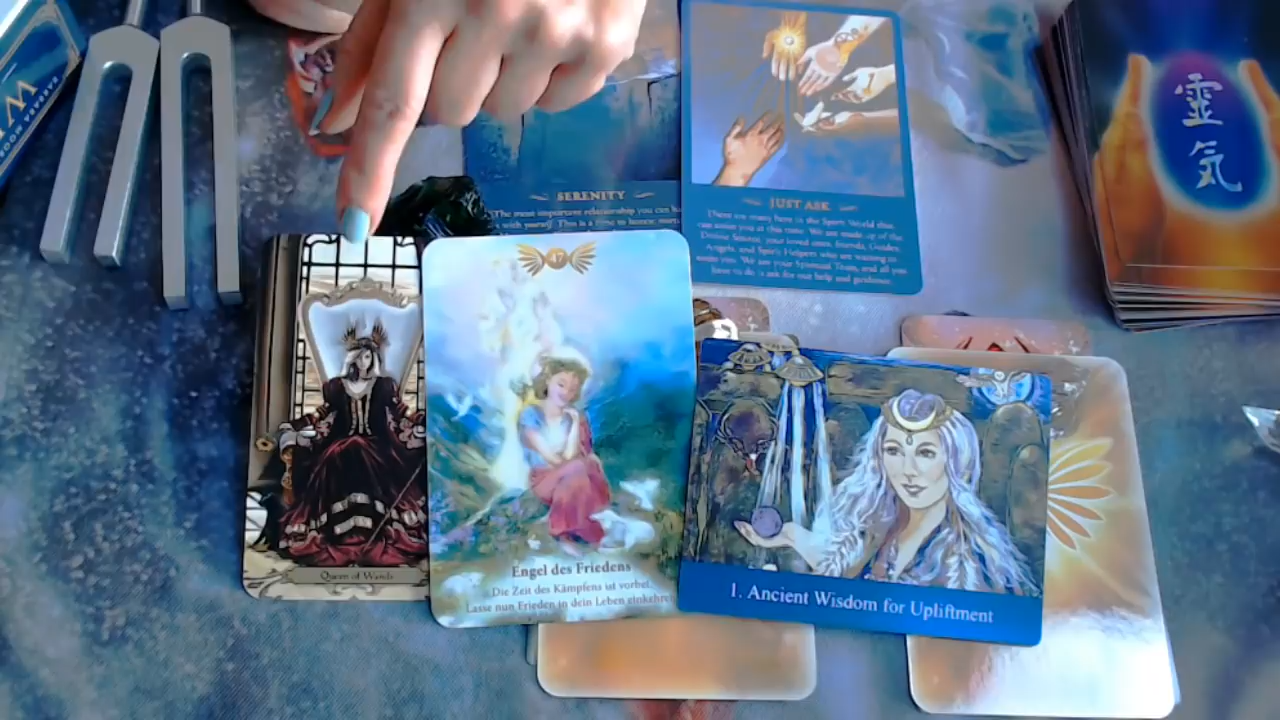 BARBARA MOOR
W
SERENITY
The most important relationship you can
is with yourself. This is a time to
JUST ASK
There are many here in the Spirit World that
can assist you at this time. We are made up of the
Divine Source, your loved ones, friends, Guides,
Angels, and Spirit Helpers who are waiting to
assist you. We are your Spiritual Team, and all you
have to do is ask for our help and guidance.
靈
気
47
Queen of Wands
Engel des Friedens
Die Zeit des Kämpfens ist vorbei.
Lasse nun Frieden in dein Leben einkehren
1. Ancient Wisdom for Upliftment